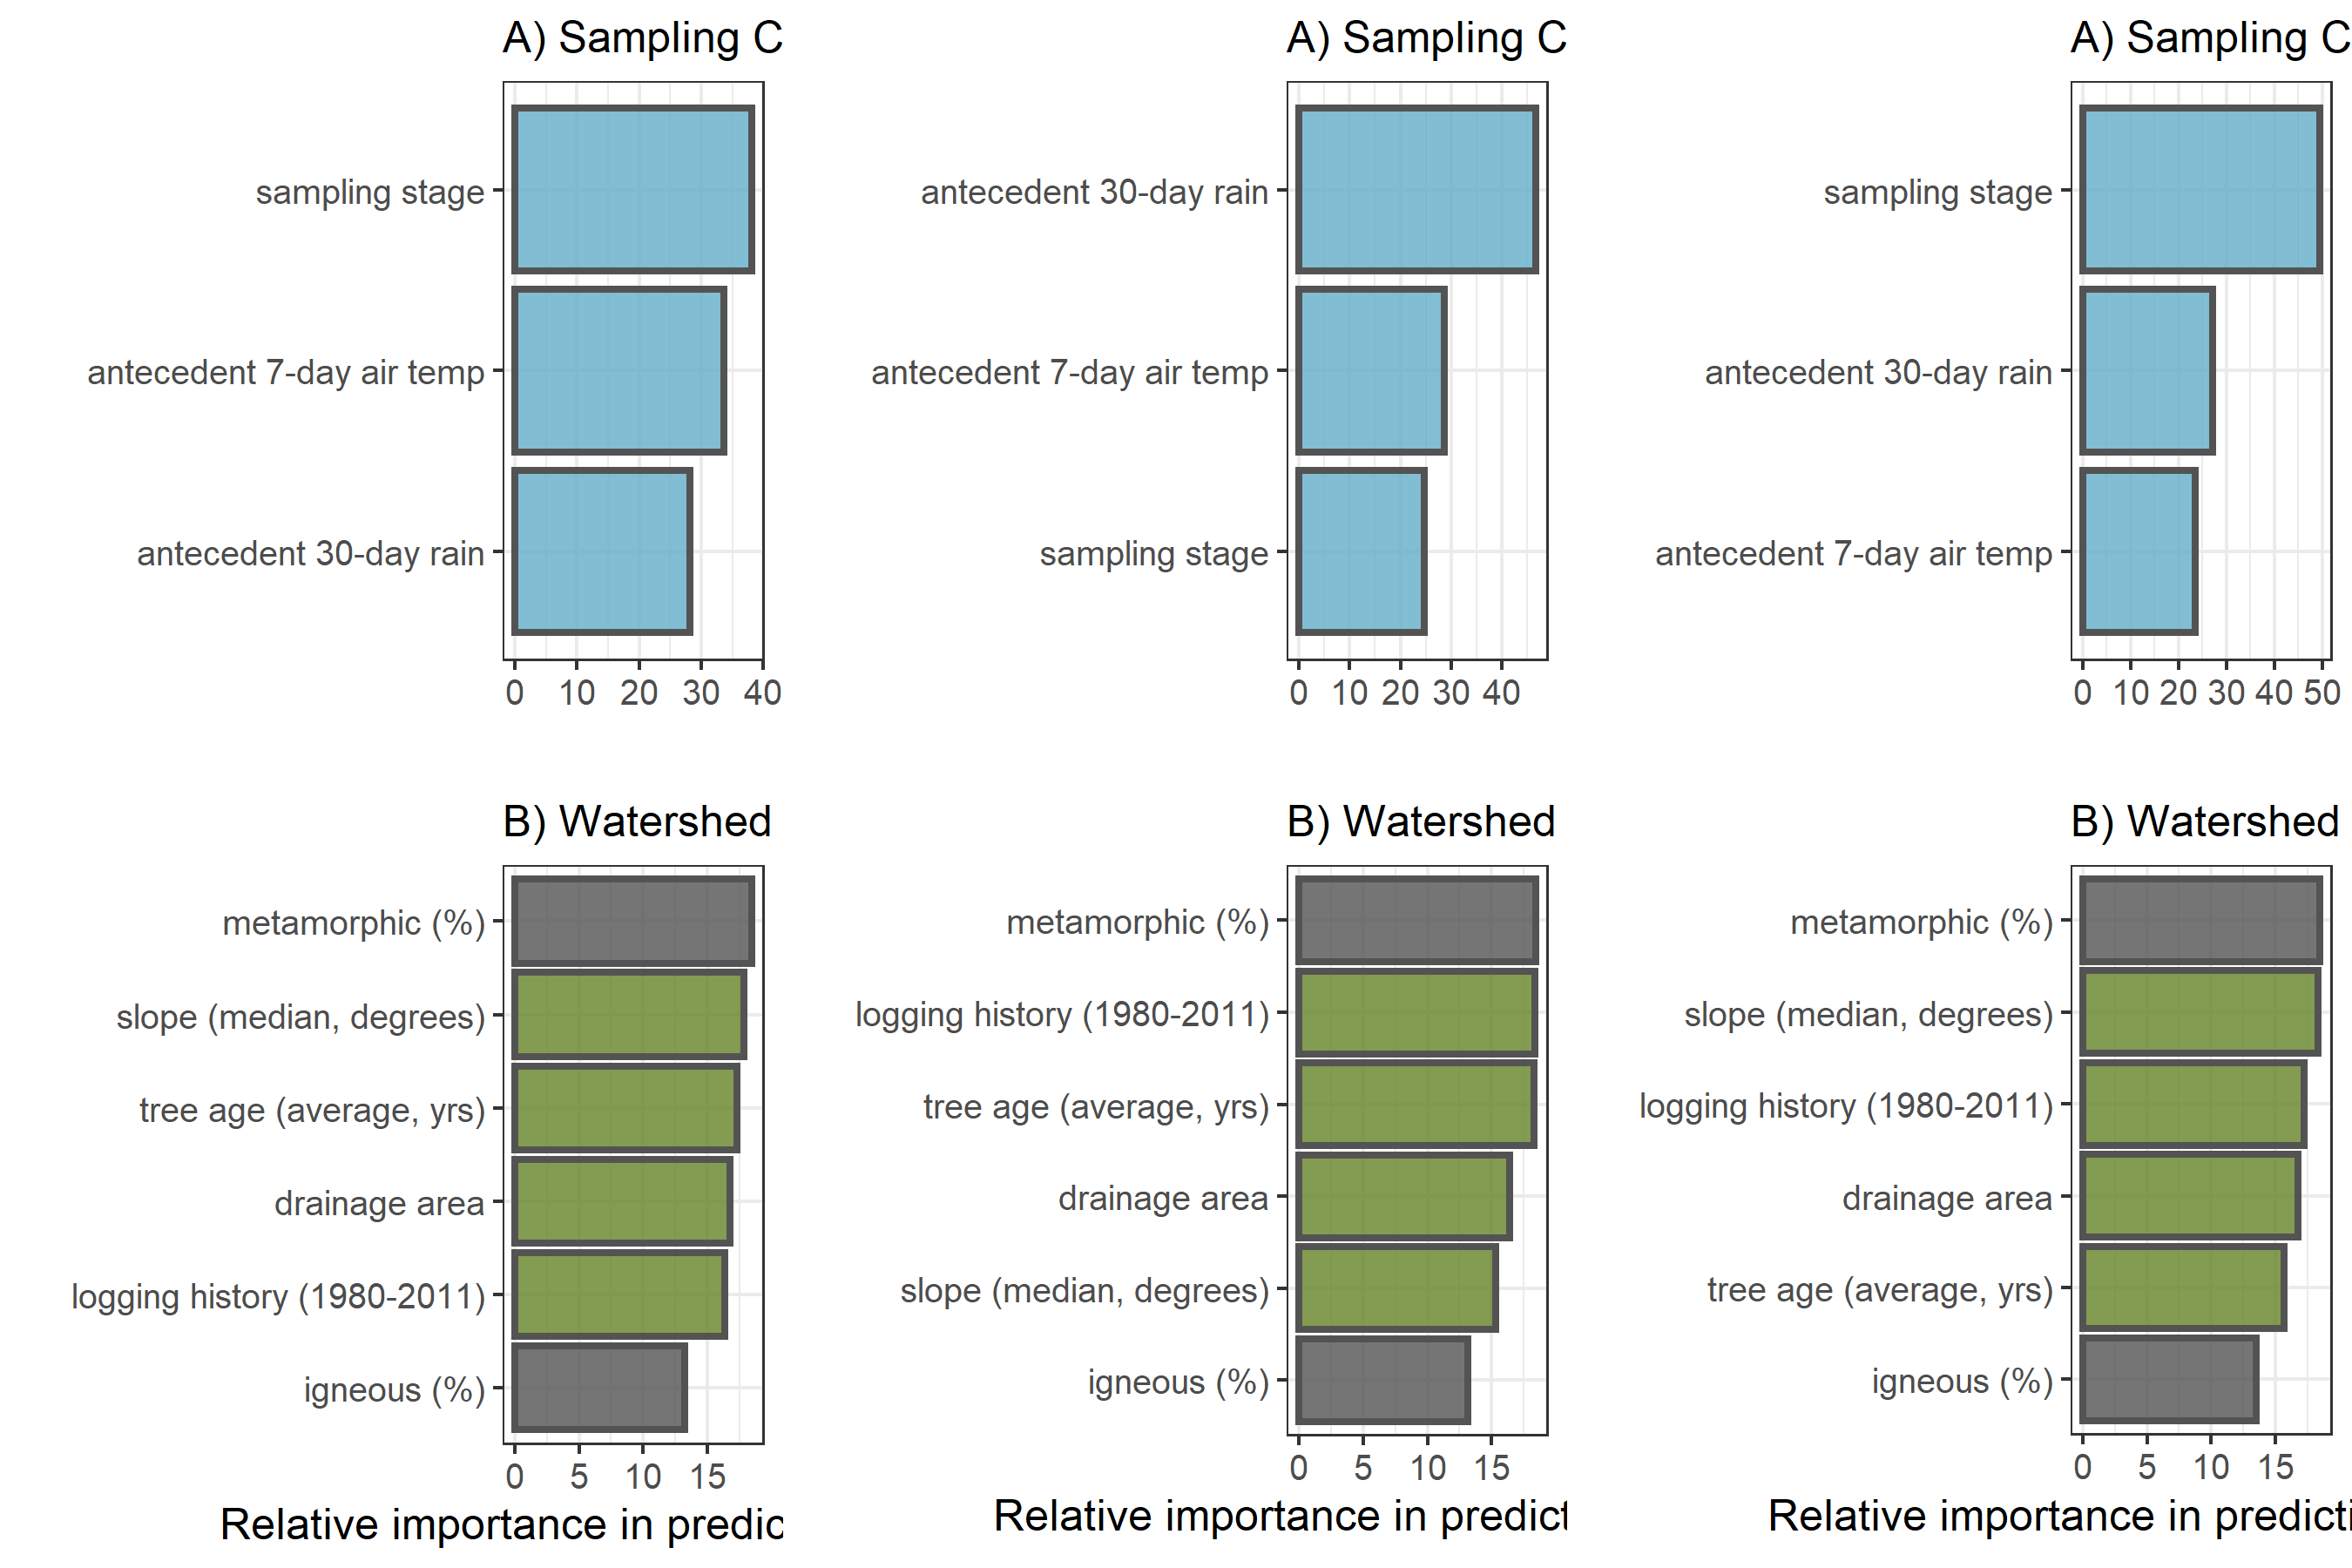 A) Sampling C
sampling stage
antecedent 7-day air temp
antecedent 30-day rain
0 10 20 30 40
A) Sampling C
antecedent 30-day rain
antecedent 7-day air temp
sampling stage
0 10 20 30 40
A) Sampling C
sampling stage
antecedent 30-day rain
antecedent 7-day air temp
0 10 20 30 40 50
B) Watershed
metamorphic (%)
slope (median, degrees)
tree age (average, yrs)
drainage area
logging history (1980-2011)
igneous (%)
0 5 10 15
Relative importance in predic
B) Watershed
metamorphic (%)
logging history (1980-2011)
tree age (average, yrs)
drainage area
slope (median, degrees)
igneous (%)
0 5 10 15
Relative importance in predict
B) Watershed
metamorphic (%)
slope (median, degrees)
logging history (1980-2011)
drainage area
tree age (average, yrs)
igneous (%)
0 5 10 15
Relative importance in predicti